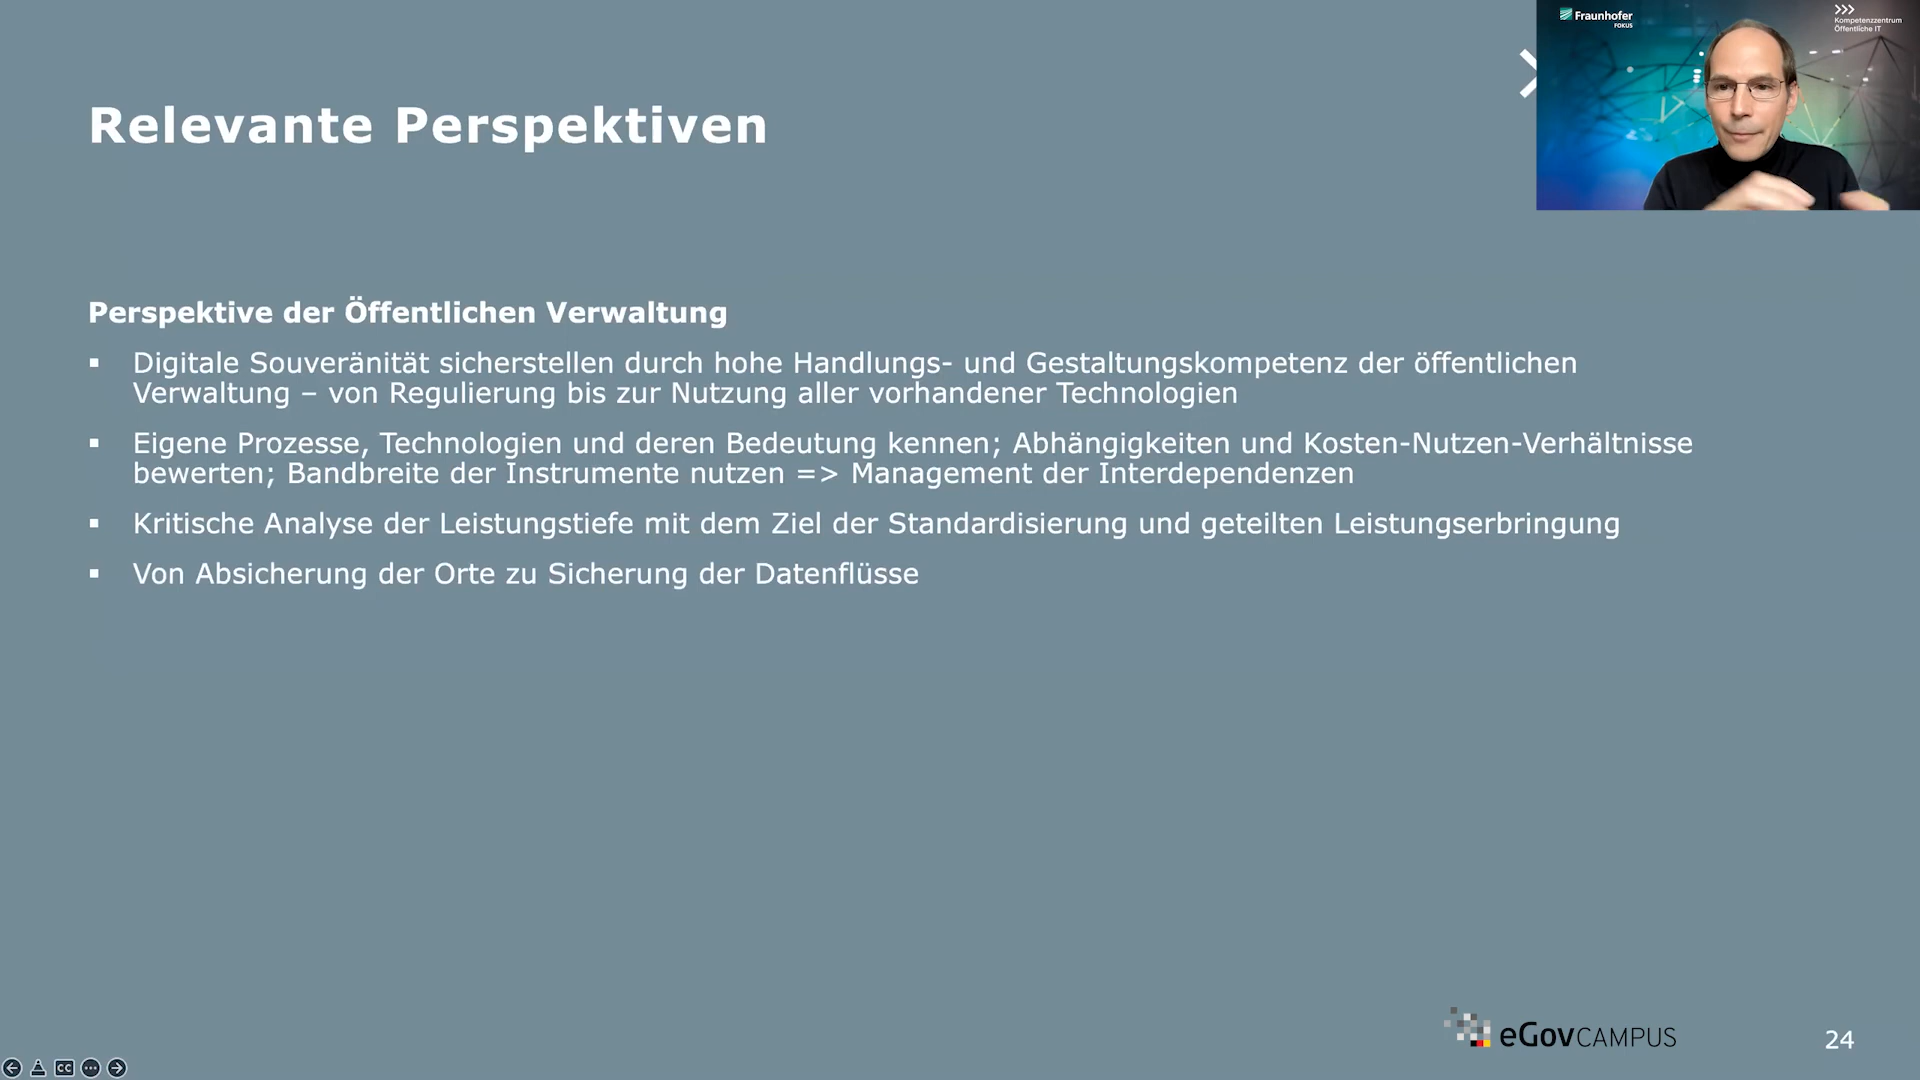 Relevante Perspektiven
Fraunhofer
FOKUS
Kompetenzzentrum
Öffentliche IT
Perspektive der Öffentlichen Verwaltung
▪ Digitale Souveränität sicherstellen durch hohe Handlungs- und Gestaltungskompetenz der öffentlichen
Verwaltung – von Regulierung bis zur Nutzung aller vorhandener Technologien
▪ Eigene Prozesse, Technologien und deren Bedeutung kennen; Abhängigkeiten und Kosten-Nutzen-Verhältnisse
bewerten; Bandbreite der Instrumente nutzen => Management der Interdependenzen
▪ Kritische Analyse der Leistungstiefe mit dem Ziel der Standardisierung und geteilten Leistungserbringung
▪ Von Absicherung der Orte zu Sicherung der Datenflüsse
eGovCAMPUS
24
CC